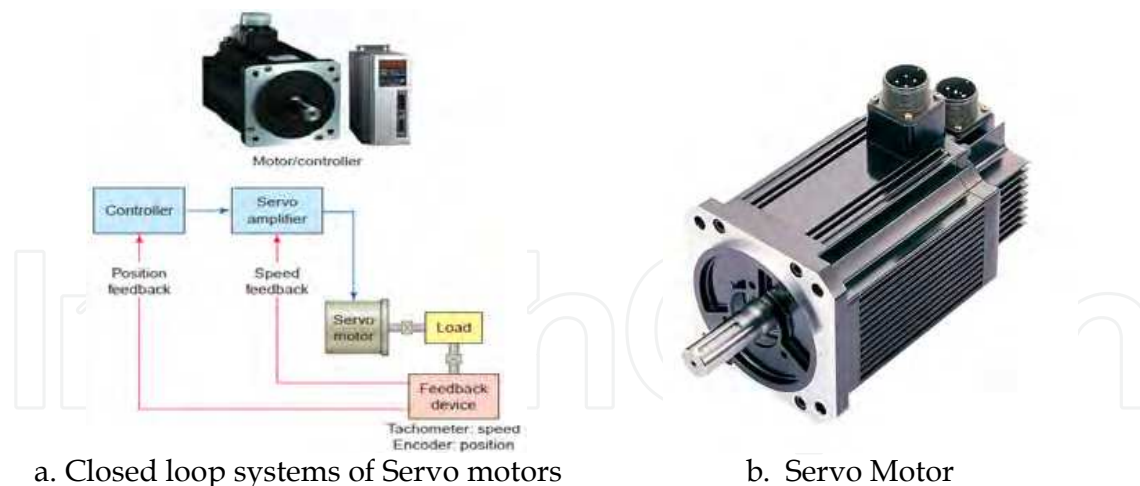 Motor/controller
Controller
Servo
amplifier
Position
feedback
Speed
feedback
Servo
motor
Load
Feedback
device
Tachometer: speed
Encoder: position
a. Closed loop systems of Servo motors
b. Servo Motor